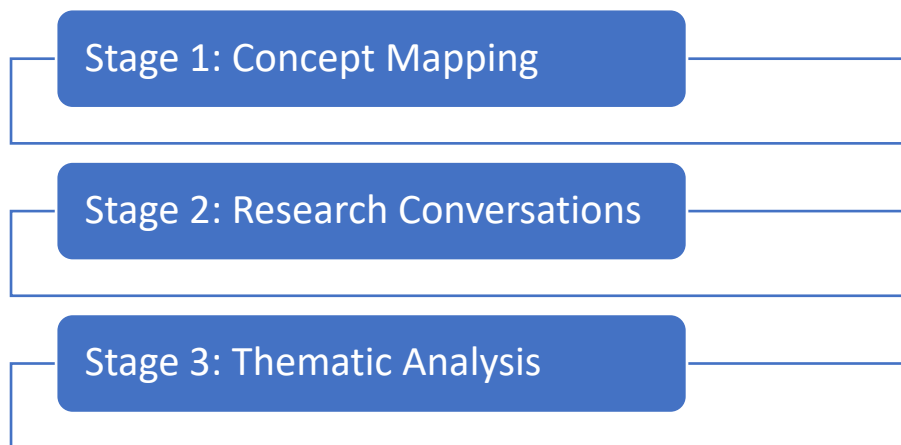 Stage 1: Concept Mapping
Stage 2: Research Conversations
Stage 3: Thematic Analysis